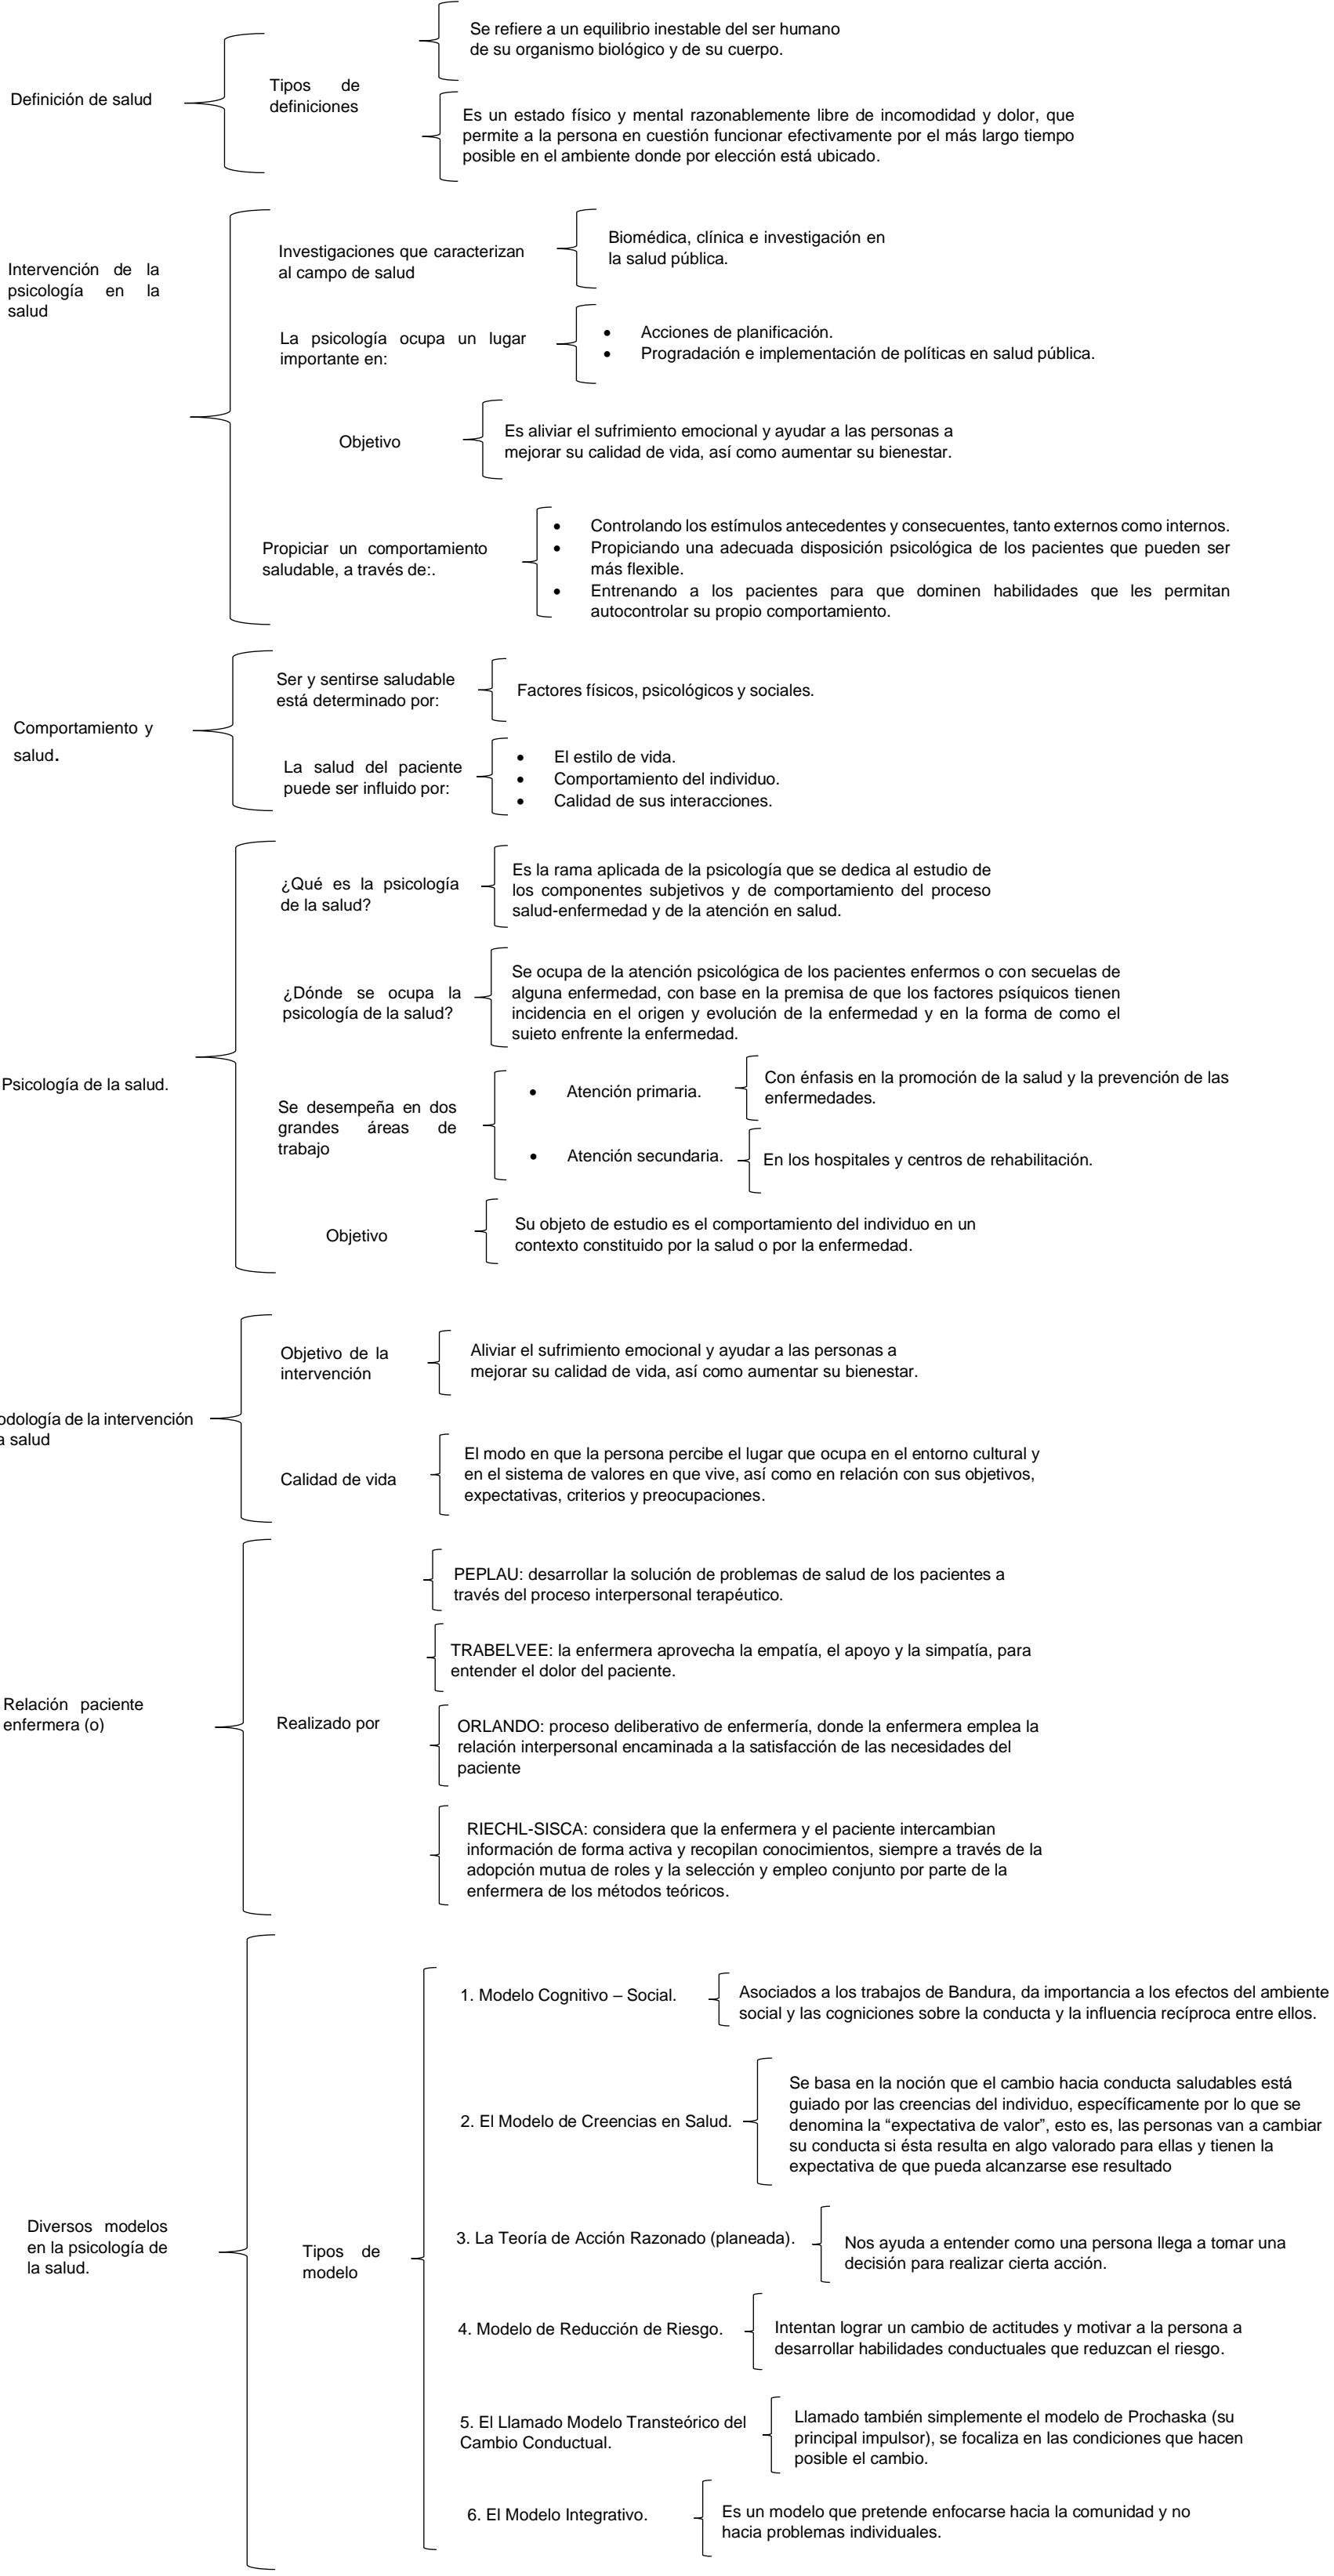 Definición de salud
Tipos de
definiciones
Se refiere a un equilibrio inestable del ser humano
de su organismo biológico y de su cuerpo.
Es un estado físico y mental razonablemente libre de incomodidad y dolor, que
permite a la persona en cuestión funcionar efectivamente por el más largo tiempo
posible en el ambiente donde por elección está ubicado.
Intervención de la
psicología en la
salud
Investigaciones que caracterizan
al campo de salud
Biomédica, clínica e investigación en
la salud pública.
La psicología ocupa un lugar
importante en:
• Acciones de planificación.
• Progradación e implementación de políticas en salud pública.
Objetivo
Es aliviar el sufrimiento emocional y ayudar a las personas a
mejorar su calidad de vida, así como aumentar su bienestar.
Propiciar un comportamiento
saludable, a través de:.
• Controlando los estímulos antecedentes y consecuentes, tanto externos como internos.
• Propiciando una adecuada disposición psicológica de los pacientes que pueden ser
más flexible.
• Entrenando a los pacientes para que dominen habilidades que les permitan
autocontrolar su propio comportamiento.
Comportamiento y
salud.
Ser y sentirse saludable
está determinado por:
Factores físicos, psicológicos y sociales.
La salud del paciente
puede ser influido por:
• El estilo de vida.
• Comportamiento del individuo.
• Calidad de sus interacciones.
Psicología de la salud.
¿Qué es la psicología
de la salud?
Es la rama aplicada de la psicología que se dedica al estudio de
los componentes subjetivos y de comportamiento del proceso
salud-enfermedad y de la atención en salud.
¿Dónde se ocupa la
psicología de la salud?
Se ocupa de la atención psicológica de los pacientes enfermos o con secuelas de
alguna enfermedad, con base en la premisa de que los factores psíquicos tienen
incidencia en el origen y evolución de la enfermedad y en la forma de como el
sujeto enfrente la enfermedad.
Se desempeña en dos
grandes áreas de
trabajo
• Atención primaria.
Con énfasis en la promoción de la salud y la prevención de las
enfermedades.
• Atención secundaria.
En los hospitales y centros de rehabilitación.
Objetivo
Su objeto de estudio es el comportamiento del individuo en un
contexto constituido por la salud o por la enfermedad.
odología de la intervención
a salud
Objetivo de la
intervención
Aliviar el sufrimiento emocional y ayudar a las personas a
mejorar su calidad de vida, así como aumentar su bienestar.
Calidad de vida
El modo en que la persona percibe el lugar que ocupa en el entorno cultural y
en el sistema de valores en que vive, así como en relación con sus objetivos,
expectativas, criterios y preocupaciones.
Relación paciente
enfermera (o)
Realizado por
PEPLAU: desarrollar la solución de problemas de salud de los pacientes a
través del proceso interpersonal terapéutico.
TRABELVEE: la enfermera aprovecha la empatía, el apoyo y la simpatía, para
entender el dolor del paciente.
ORLANDO: proceso deliberativo de enfermería, donde la enfermera emplea la
relación interpersonal encaminada a la satisfacción de las necesidades del
paciente
RIECHL-SISCA: considera que la enfermera y el paciente intercambian
información de forma activa y recopilan conocimientos, siempre a través de la
adopción mutua de roles y la selección y empleo conjunto por parte de la
enfermera de los métodos teóricos.
Diversos modelos
en la psicología de
la salud.
Tipos de
modelo
1. Modelo Cognitivo – Social.
Asociados a los trabajos de Bandura, da importancia a los efectos del ambiente
social y las cogniciones sobre la conducta y la influencia recíproca entre ellos.
2. El Modelo de Creencias en Salud.
Se basa en la noción que el cambio hacia conducta saludables está
guiado por las creencias del individuo, específicamente por lo que se
denomina la “expectativa de valor”, esto es, las personas van a cambiar
su conducta si ésta resulta en algo valorado para ellas y tienen la
expectativa de que pueda alcanzarse ese resultado
3. La Teoría de Acción Razonado (planeada).
Nos ayuda a entender como una persona llega a tomar una
decisión para realizar cierta acción.
4. Modelo de Reducción de Riesgo.
Intentan lograr un cambio de actitudes y motivar a la persona a
desarrollar habilidades conductuales que reduzcan el riesgo.
5. El Llamado Modelo Transteórico del
Cambio Conductual.
Llamado también simplemente el modelo de Prochaska (su
principal impulsor), se focaliza en las condiciones que hacen
posible el cambio.
6. El Modelo Integrativo.
Es un modelo que pretende enfocarse hacia la comunidad y no
hacia problemas individuales.